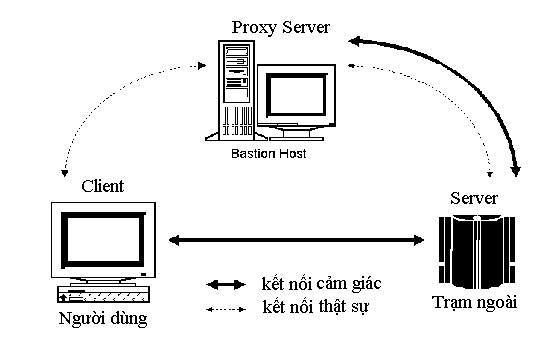 Proxy Server
Bastion Host
Client
Server
kết nối cảm giác
kết nối thật sự
Người dùng
Trạm ngoài